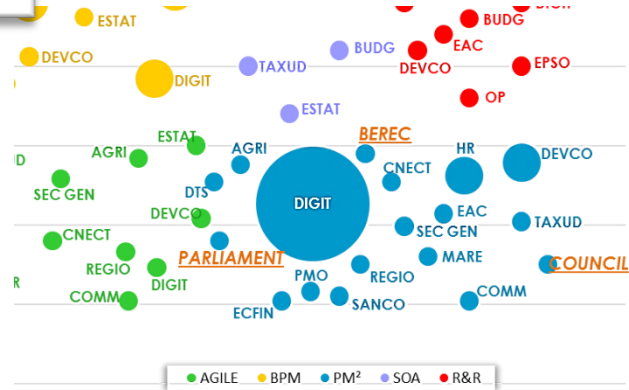 ESTAT
BUDG
EAC
BUDG
DEVCO
TAXUD
DIGIT
DEVCO
EPSO
OP
ESTAT
ESTAT
BEREC
AGRI
AGRI
HR
DEVCO
CNECT
SEC GEN
DTS
DIGIT
DEVCO
EAC
TAXUD
SEC GEN
CNECT
PARLIAMENT
MARE
COUNCIL
REGIO
DIGIT
PMO
REGIO
COMM
ECFIN
SANCO
COMM
AGILE BPM PM² SOA R&R